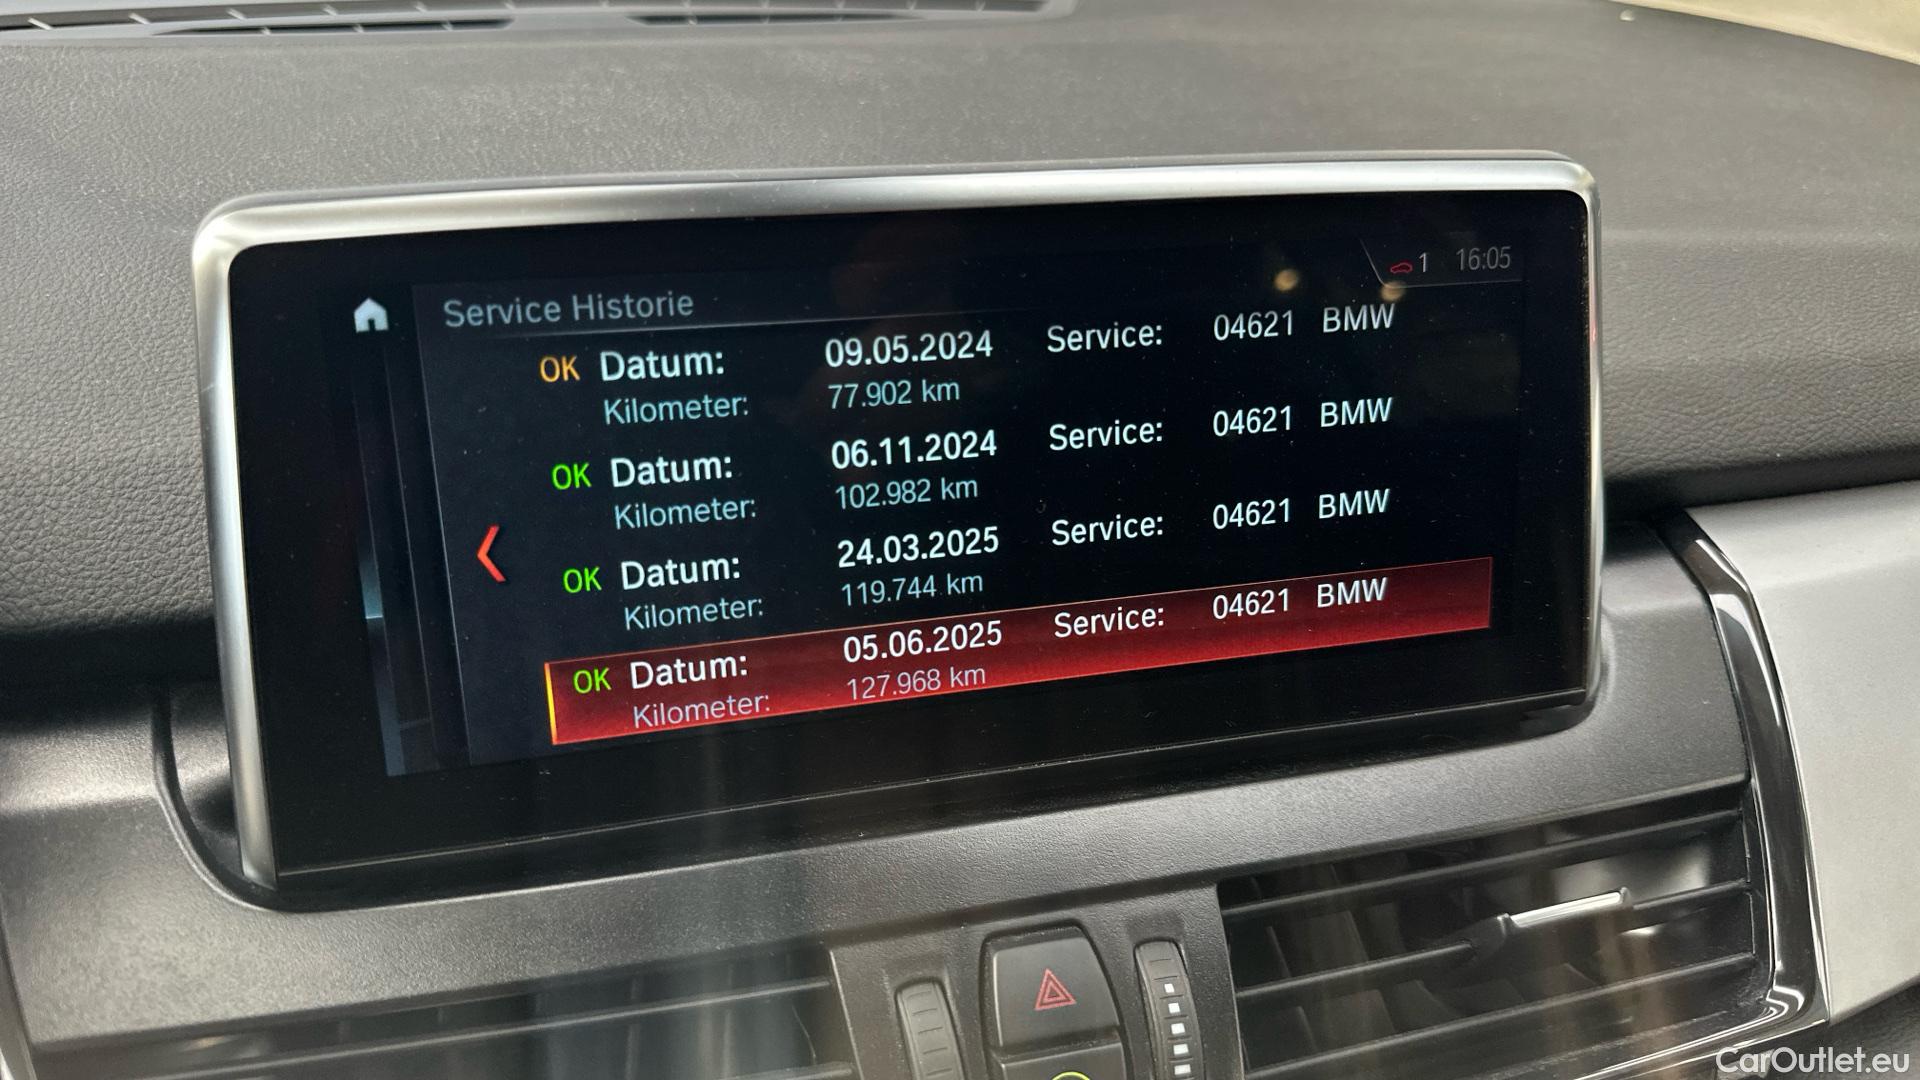 1 16:05
Service Historie
OK Datum: 09.05.2024 Service: 04621 BMW
Kilometer: 77.902 km
OK Datum: 06.11.2024 Service: 04621 BMW
Kilometer: 102.982 km
OK Datum: 24.03.2025 Service: 04621 BMW
Kilometer: 119.744 km
OK Datum: 05.06.2025 Service: 04621 BMW
Kilometer: 127.968 km
CarOutlet.eu